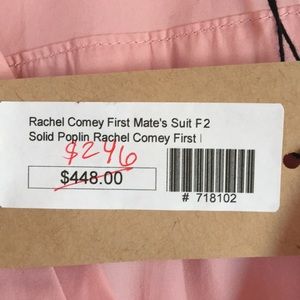 Rachel Comey First Mate's Suit F2
Solid Poplin Rachel Comey First
$246
$448.00
# 718102